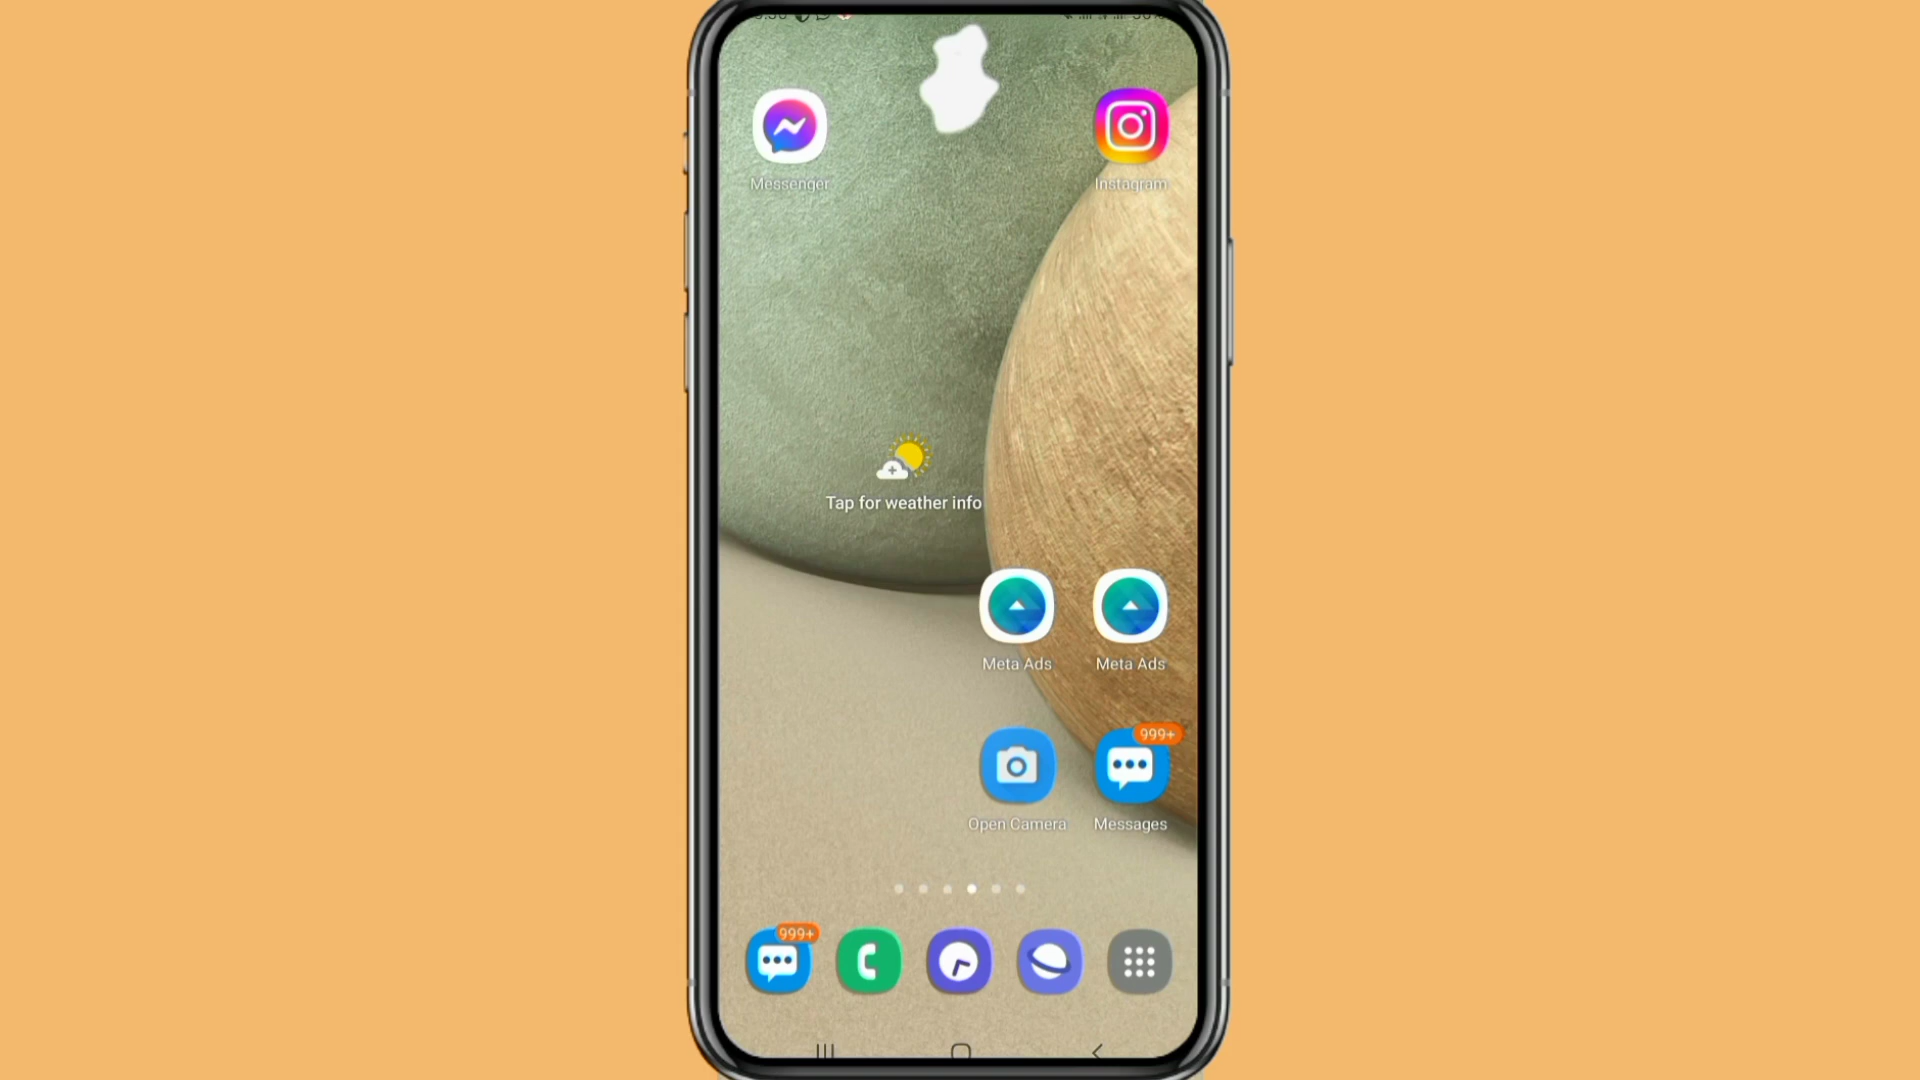 Messenger
Instagram
Tap for weather info
Meta Ads
Meta Ads
999+
Open Camera
Messages
999+